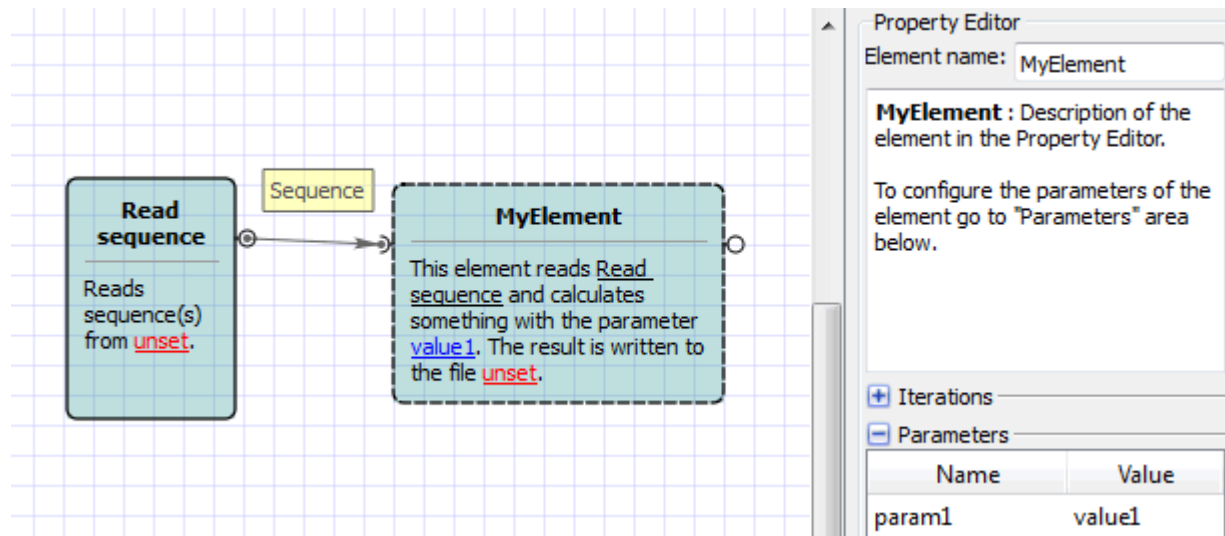 Read
sequence
Reads
sequence(s)
from unset.
Sequence
MyElement
This element reads Read
sequence and calculates
something with the parameter
value1. The result is written to
the file unset.
Property Editor
Element name: MyElement
MyElement : Description of the
element in the Property Editor.
To configure the parameters of the
element go to "Parameters" area
below.
Iterations
Parameters
Name Value
param1 value1